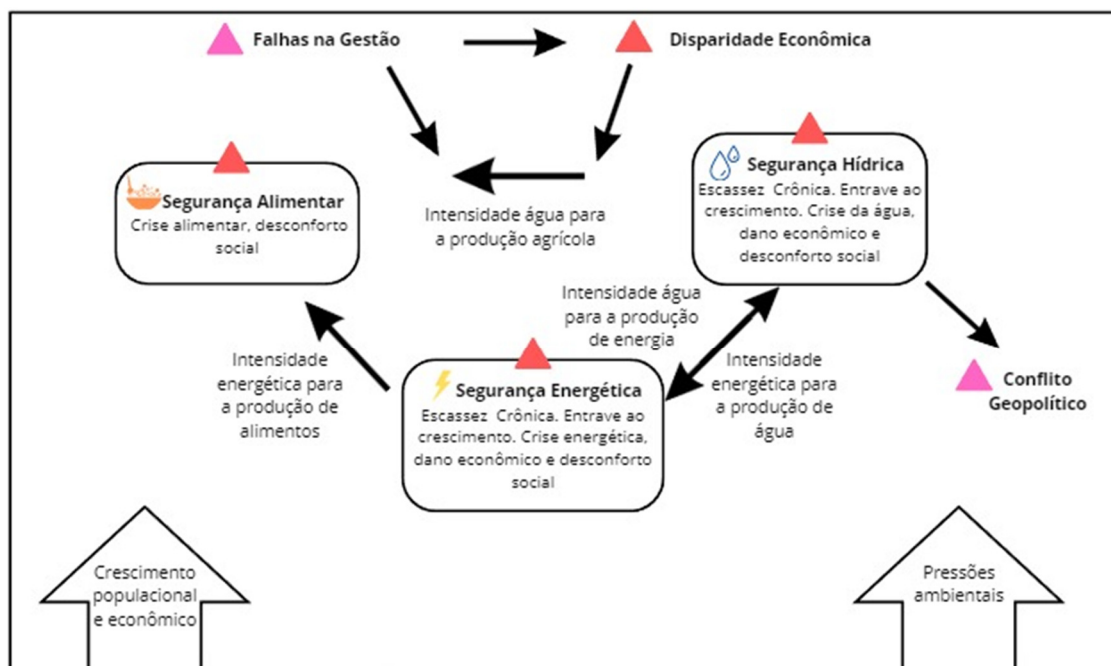 Falhas na Gestão
Disparidade Econômica
Segurança Alimentar
Crise alimentar, desconforto
social
Intensidade água para
a produção agrícola
Segurança Hídrica
Escassez Crônica. Entrave ao
crescimento. Crise da água,
dano econômico e
desconforto social
Intensidade água
para a produção
de energia
Intensidade
energética para
a produção de
alimentos
Segurança Energética
Escassez Crônica. Entrave ao
crescimento. Crise energética,
dano econômico e desconforto
social
Intensidade
energética para
a produção de
água
Conflito
Geopolítico
Crescimento
populacional
e econômico
Pressões
ambientais